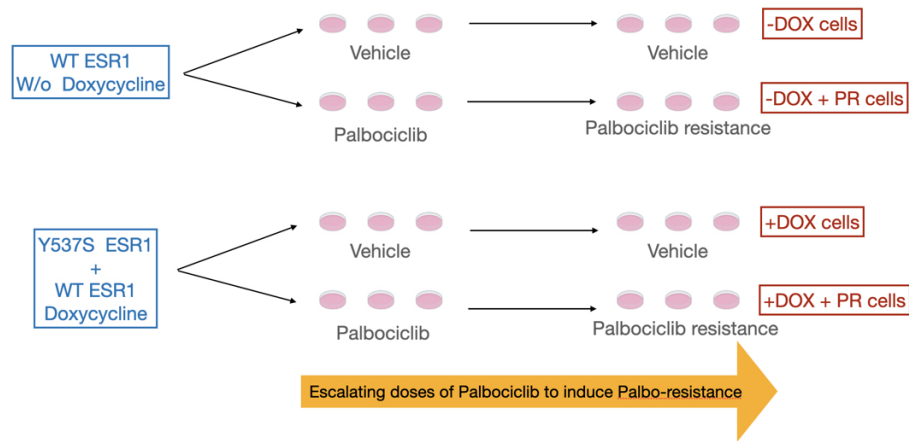 WT ESR1
W/o Doxycycline
Vehicle
Vehicle
-DOX cells
Palbociclib
Palbociclib resistance
-DOX + PR cells
Y537S ESR1
+
WT ESR1
Doxycycline
Vehicle
Vehicle
+DOX cells
Palbociclib
Palbociclib resistance
+DOX + PR cells
Escalating doses of Palbociclib to induce Palbo-resistance